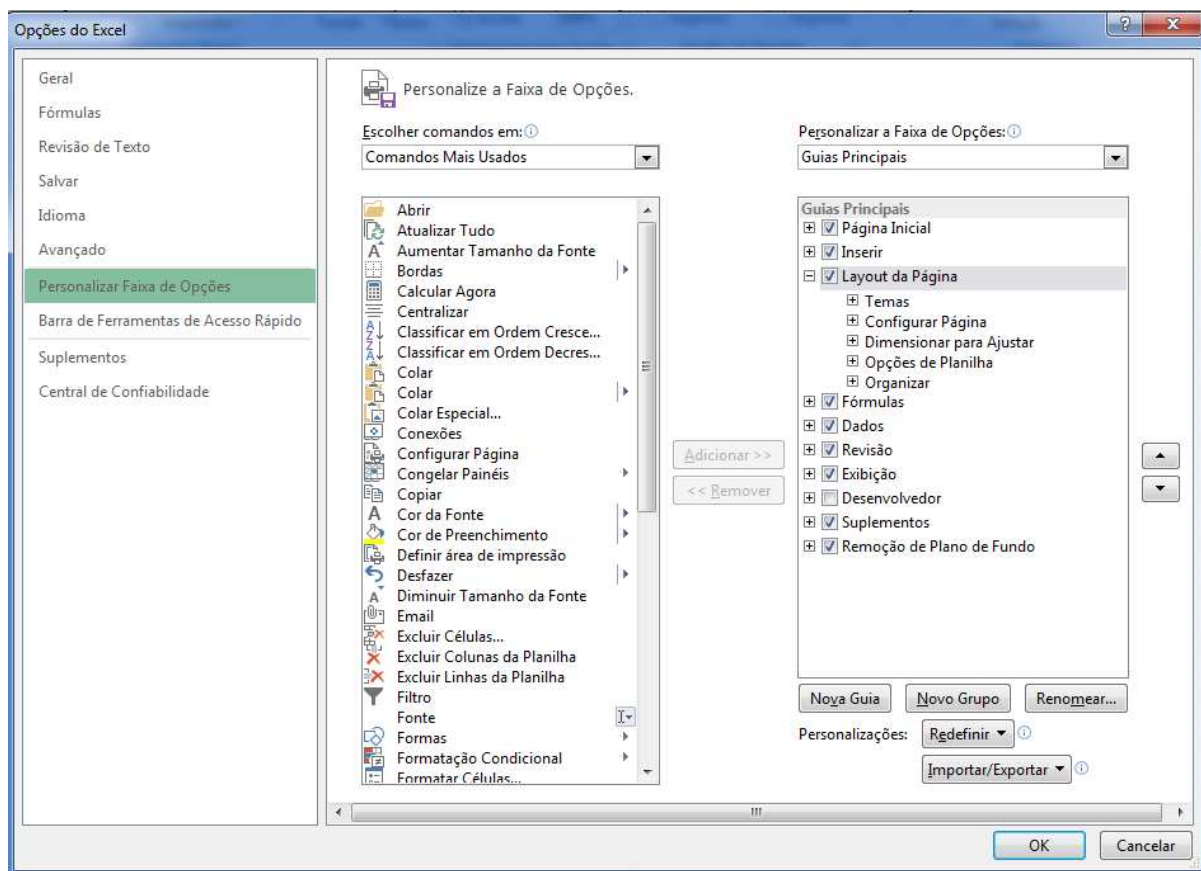 Opções do Excel
Geral
Fórmulas
Revisão de Texto
Salvar
Idioma
Avançado
Personalizar Faixa de Opções
Barra de Ferramentas de Acesso Rápido
Suplementos
Central de Confiabilidade
Personalize a Faixa de Opções.
Escolher comandos em:
Comandos Mais Usados
Abrir
Atualizar Tudo
Aumentar Tamanho da Fonte
Bordas
Calcular Agora
Centralizar
Classificar em Ordem Cresce...
Classificar em Ordem Decres...
Colar
Colar
Colar Especial...
Conexões
Configurar Página
Congelar Painéis
Copiar
Cor da Fonte
Cor de Preenchimento
Definir área de impressão
Desfazer
Diminuir Tamanho da Fonte
Email
Excluir Células...
Excluir Colunas da Planilha
Excluir Linhas da Planilha
Filtro
Fonte
Formas
Formatação Condicional
Formatar Células...
Adicionar >>
<< Remover
Personalizar a Faixa de Opções:
Guias Principais
Guias Principais
Página Inicial
Inserir
Layout da Página
Temas
Configurar Página
Dimensionar para Ajustar
Opções de Planilha
Organizar
Fórmulas
Dados
Revisão
Exibição
Desenvolvedor
Suplementos
Remoção de Plano de Fundo
Nova Guia Novo Grupo Renomear...
Personalizações: Redefinir
Importar/Exportar
OK Cancelar